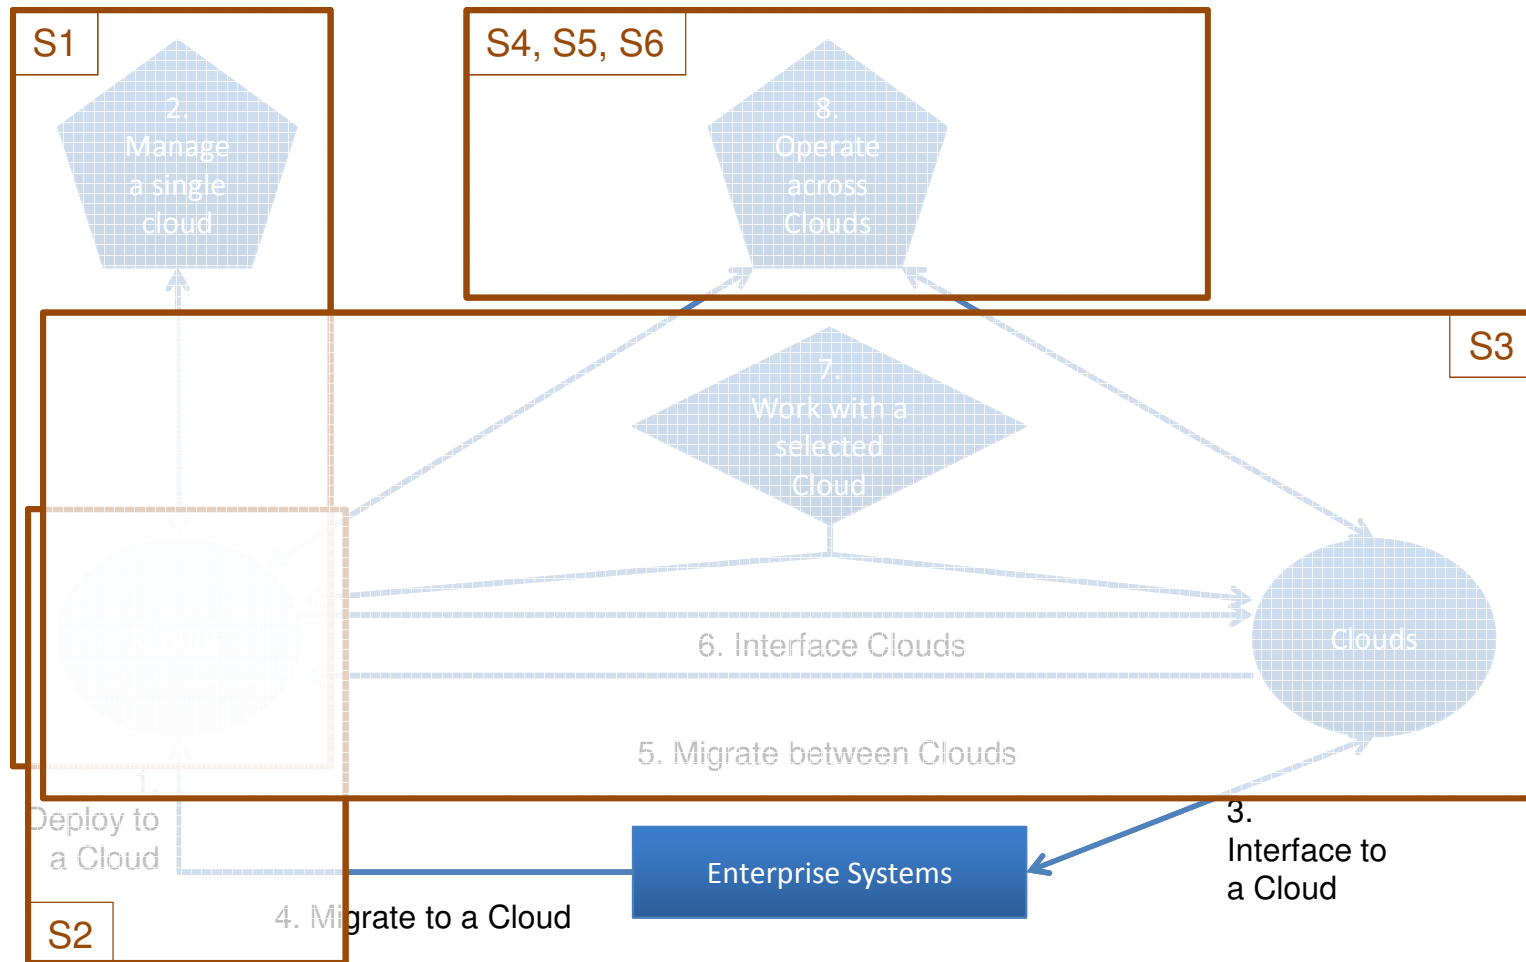 S1
S4, S5, S6
2.
Manage
a single
cloud
8.
Operate
across
Clouds
S3
7.
Work with a
selected
Cloud
6. Interface Clouds
Clouds
5. Migrate between Clouds
1.
Deploy to
a Cloud
3.
Interface to
a Cloud
Enterprise Systems
4. Migrate to a Cloud
S2